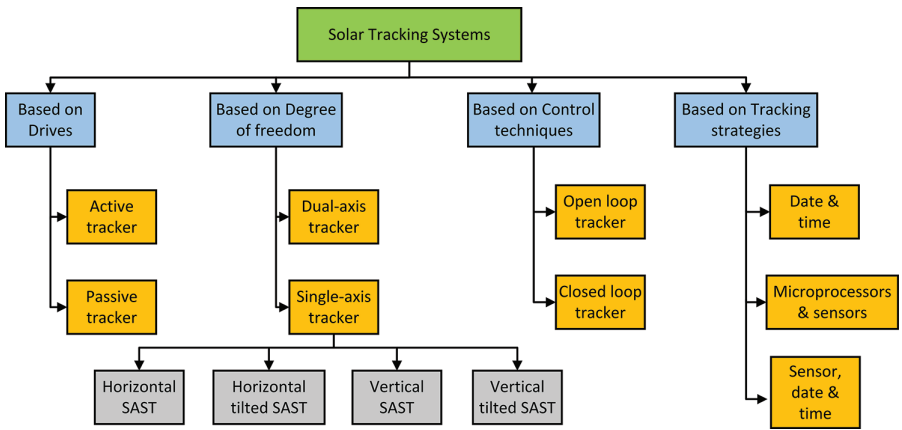 Solar Tracking Systems
Based on
Drives
Based on Degree
of freedom
Based on Control
techniques
Based on Tracking
strategies
Active
tracker
Dual-axis
tracker
Open loop
tracker
Date &
time
Passive
tracker
Single-axis
tracker
Closed loop
tracker
Microprocessors
& sensors
Horizontal
SAST
Horizontal
tilted SAST
Vertical
SAST
Vertical
tilted SAST
Sensor,
date &
time